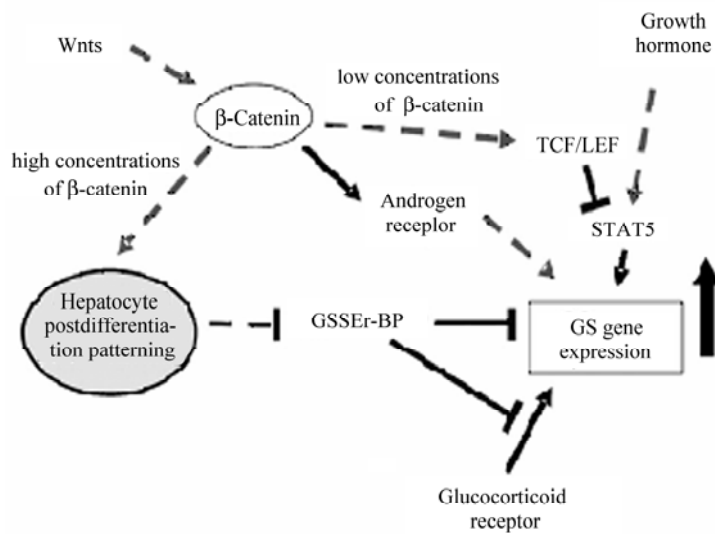 Wnts
Growth
hormone
low concentrations
of β-catenin
β-Catenin
TCF/LEF
high concentrations
of β-catenin
Androgen
receplor
STAT5
Hepatocyte
postdifferentia-
tion patterning
GSSEr-BP
GS gene
expression
Glucocorticoid
receptor